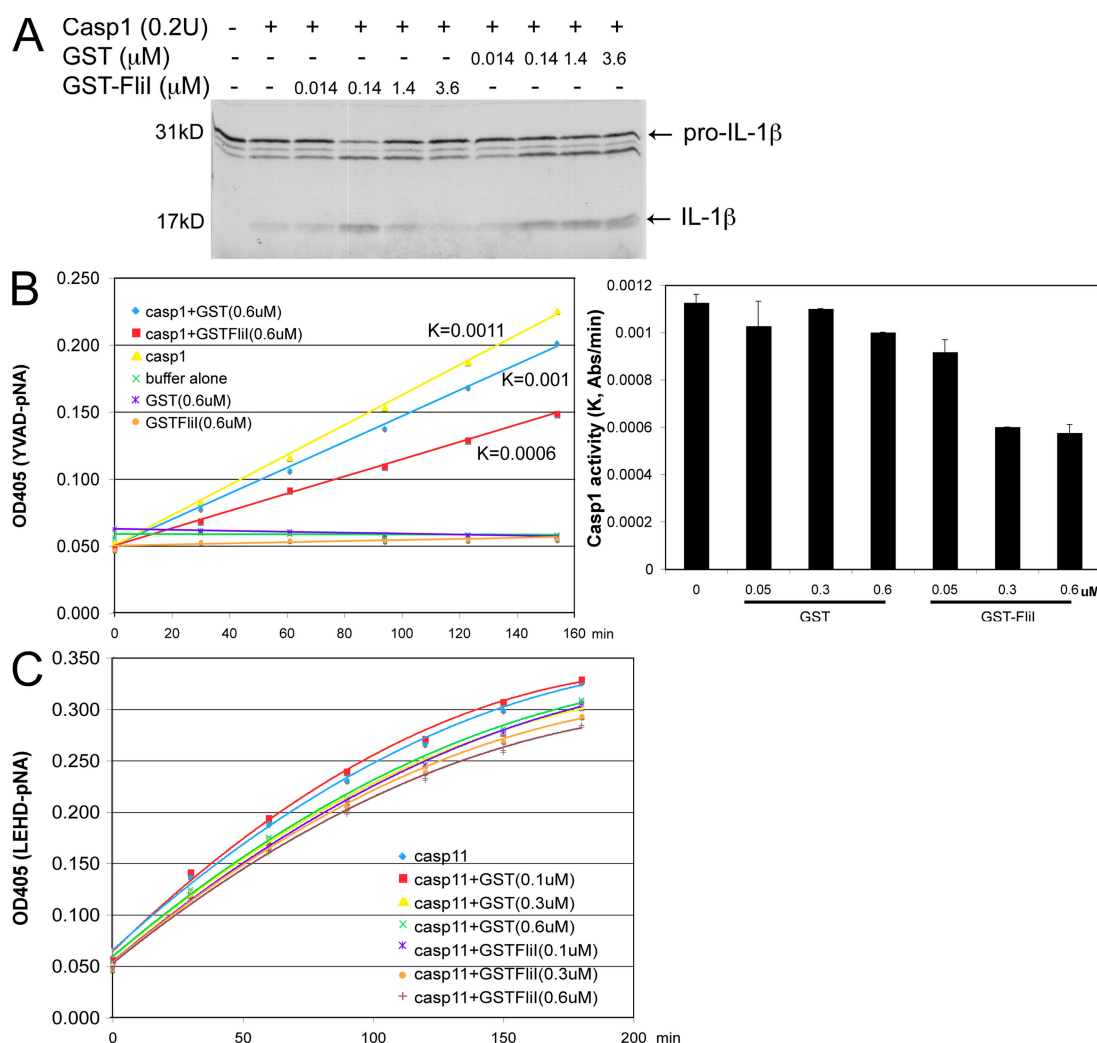 A
Casp1 (0.2U) - + + + + + + + + +
GST (μM) - - - - - - 0.014 0.14 1.4 3.6
GST-FliI (μM) - - 0.014 0.14 1.4 3.6 - - - -
31kD
← pro-IL-1β
17kD
← IL-1β
B
0.250
0.200
0.150
0.100
0.050
0.000
OD405 (YVAD-pNA)
casp1+GST(0.6uM)
casp1+GSTFliI(0.6uM)
casp1
buffer alone
GST(0.6uM)
GSTFliI(0.6uM)
K=0.0011
K=0.001
K=0.0006
0 20 40 60 80 100 120 140 160 min
Casp1 activity (K, Abs/min)
0.0012
0.001
0.0008
0.0006
0.0004
0.0002
0
0 0.05 0.3 0.6 0.05 0.3 0.6 uM
GST GST-FliI
C
0.350
0.300
0.250
0.200
0.150
0.100
0.050
0.000
OD405 (LEHD-pNA)
casp11
casp11+GST(0.1uM)
casp11+GST(0.3uM)
casp11+GST(0.6uM)
casp11+GSTFliI(0.1uM)
casp11+GSTFliI(0.3uM)
casp11+GSTFliI(0.6uM)
0 50 100 150 200 min